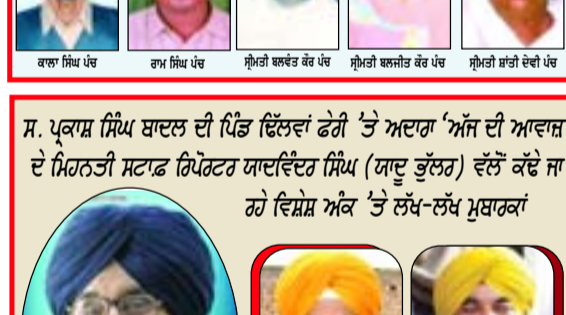 ਕਾਲਾ ਸਿੰਘ ਪੰਚ ਰਾਮ ਸਿੰਘ ਪੰਚ ਸ੍ਰੀਮਤੀ ਬਲਵੰਤ ਕੌਰ ਪੰਚ ਸ੍ਰੀਮਤੀ ਬਲਜੀਤ ਕੌਰ ਪੰਚ ਸ੍ਰੀਮਤੀ ਸ਼ਾਂਤੀ ਦੇਵੀ ਪੰਚ
ਸ. ਪ੍ਰਕਾਸ਼ ਸਿੰਘ ਬਾਦਲ ਦੀ ਪਿੰਡ ਢਿੱਲਵਾਂ ਫੇਰੀ ’ਤੇ ਅਦਾਰਾ ‘ਅੱਜ ਦੀ ਆਵਾਜ਼
ਦੇ ਮਿਹਨਤੀ ਸਟਾਫ਼ ਰਿਪੋਰਟਰ ਯਾਦਵਿੰਦਰ ਸਿੰਘ (ਯਾਦੂ ਭੁੱਲਰ) ਵੱਲੋਂ ਕੱਢੇ ਜਾ
ਰਹੇ ਵਿਸ਼ੇਸ਼ ਅੰਕ ’ਤੇ ਲੱਖ-ਲੱਖ ਮੁਬਾਰਕਾਂ